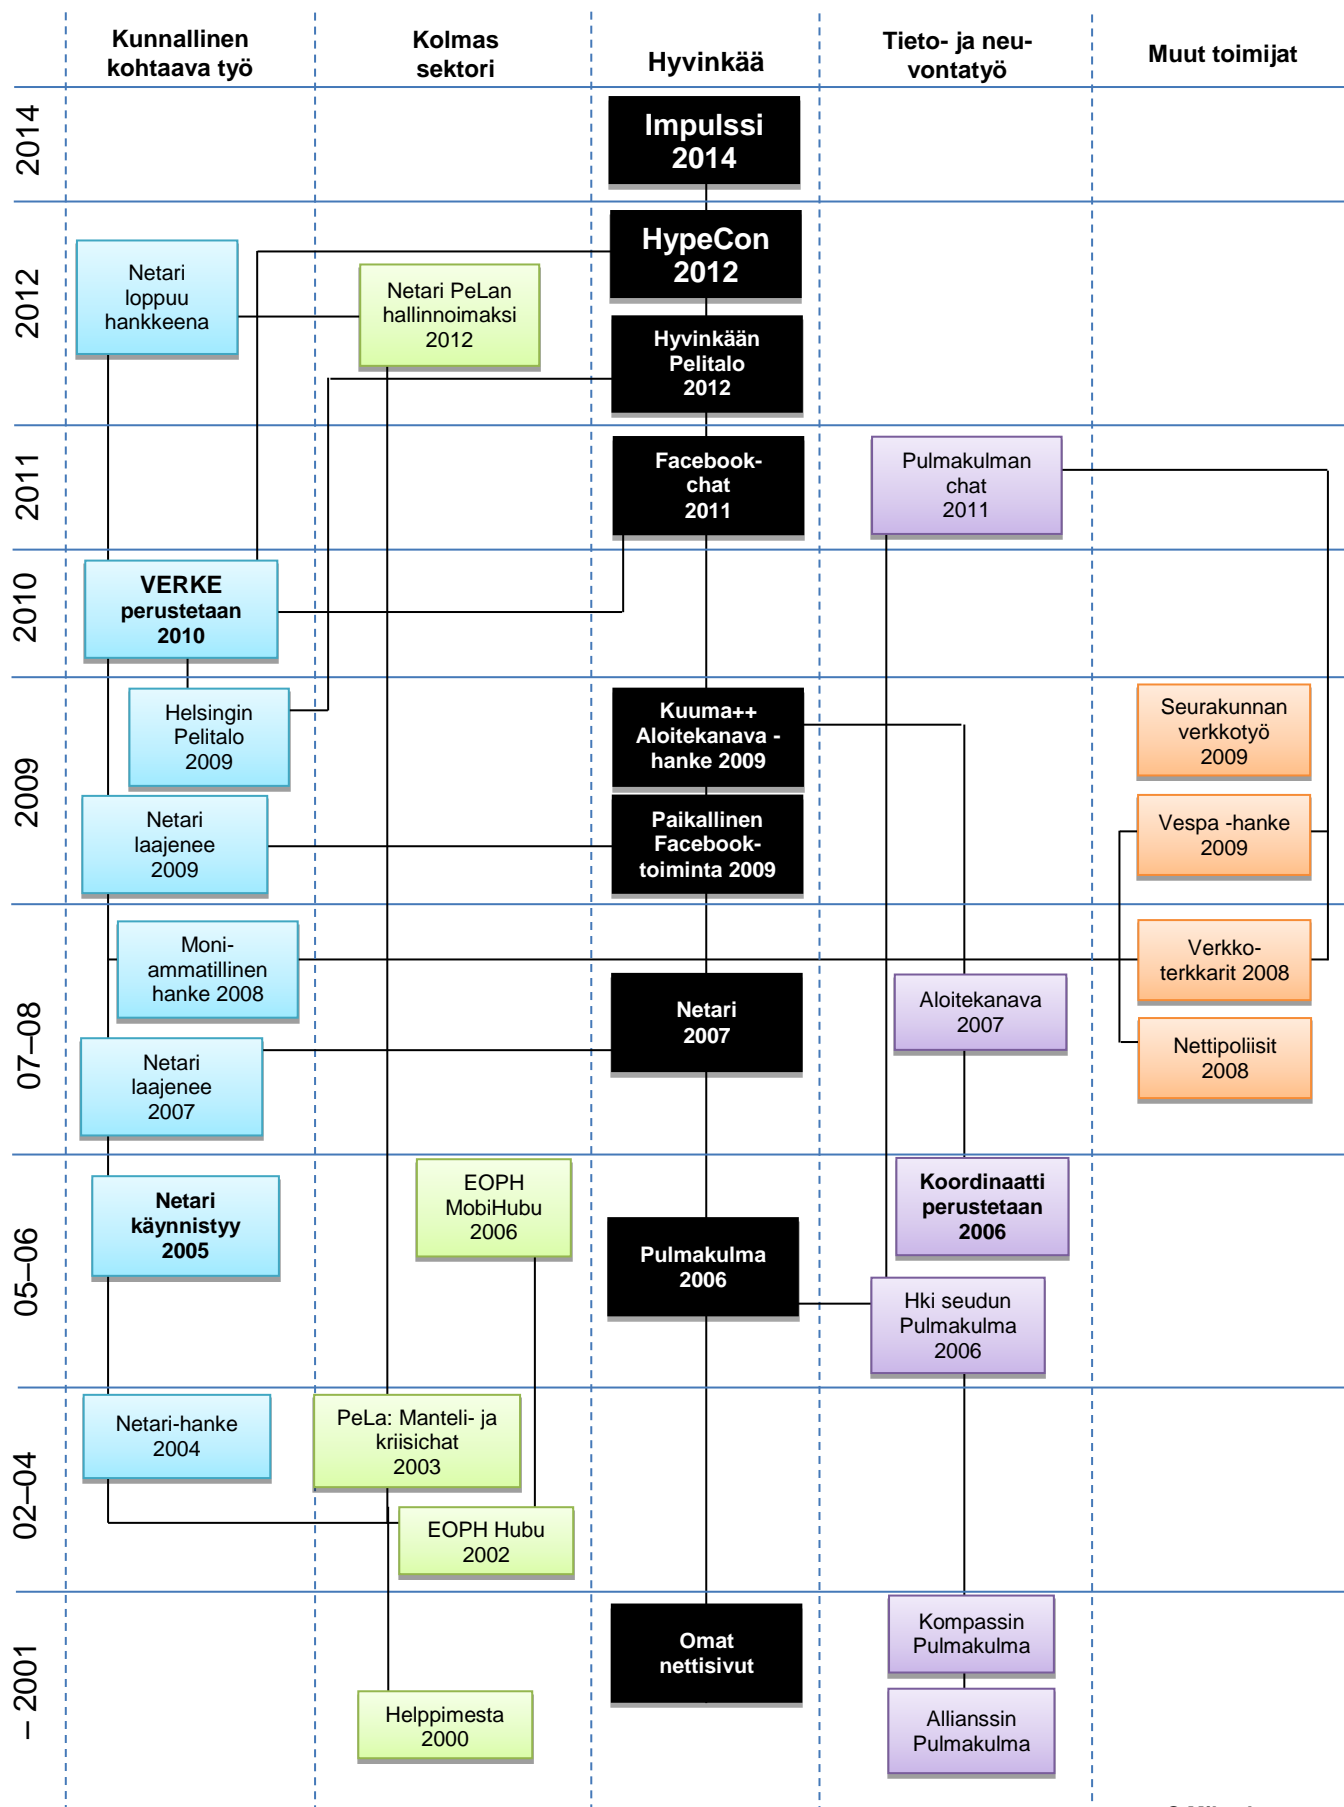 Kunnallinen
kohtaava työ
Kolmas
sektori
Hyvinkää
Tieto- ja neu-
vontatyö
Muut toimijat
2014
Impulssi
2014
2012
Netari
loppuu
hankkeena
Netari PeLan
hallinnoimaksi
2012
HypeCon
2012
Hyvinkään
Pelitalo
2012
2011
Facebook-
chat
2011
Pulmakulman
chat
2011
2010
VERKE
perustetaan
2010
2009
Helsingin
Pelitalo
2009
Kuuma++
Aloitekanava -
hanke 2009
Seurakunnan
verkkotyö
2009
Netari
laajenee
2009
Paikallinen
Facebook-
toiminta 2009
Vespa -hanke
2009
07–08
Moni-
ammatillinen
hanke 2008
Verkko-
terkkarit 2008
Netari
2007
Aloitekanava
2007
Netari
laajenee
2007
Nettipoliisit
2008
05–06
Netari
käynnistyy
2005
EOPH
MobiHubu
2006
Pulmakulma
2006
Koordinaatti
perustetaan
2006
Hki seudun
Pulmakulma
2006
02–04
Netari-hanke
2004
PeLa: Manteli- ja
kriisichat
2003
EOPH Hubu
2002
– 2001
Omat
nettisivut
Kompassin
Pulmakulma
Helppimesta
2000
Allianssin
Pulmakulma